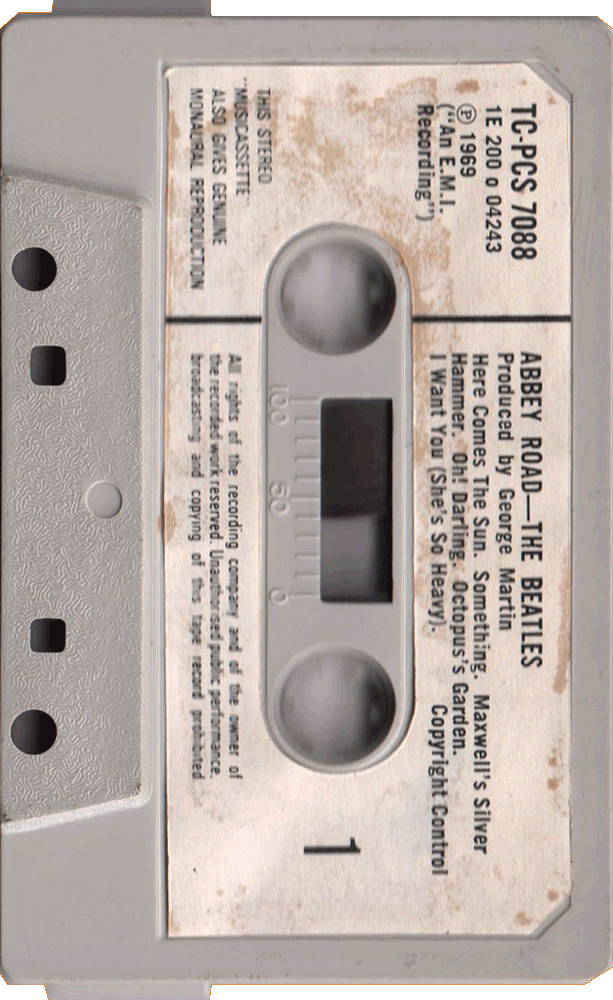 TC-PCS 7088
1E 200 o 04243
℗ 1969
("An E.M.I.
Recording")
THIS STEREO
"MUSICASSETTE"
ALSO GIVES GENUINE
MONAURAL REPRODUCTION
ABBEY ROAD—THE BEATLES
Produced by George Martin
Here Comes The Sun. Something. Maxwell's Silver
Hammer. Oh! Darling. Octopus's Garden.
I Want You (She's So Heavy). Copyright Control
100 50 0
1
All rights of the recording company and of the owner of
the recorded work reserved. Unauthorised public performance.
broadcasting and copying of this tape record prohibited